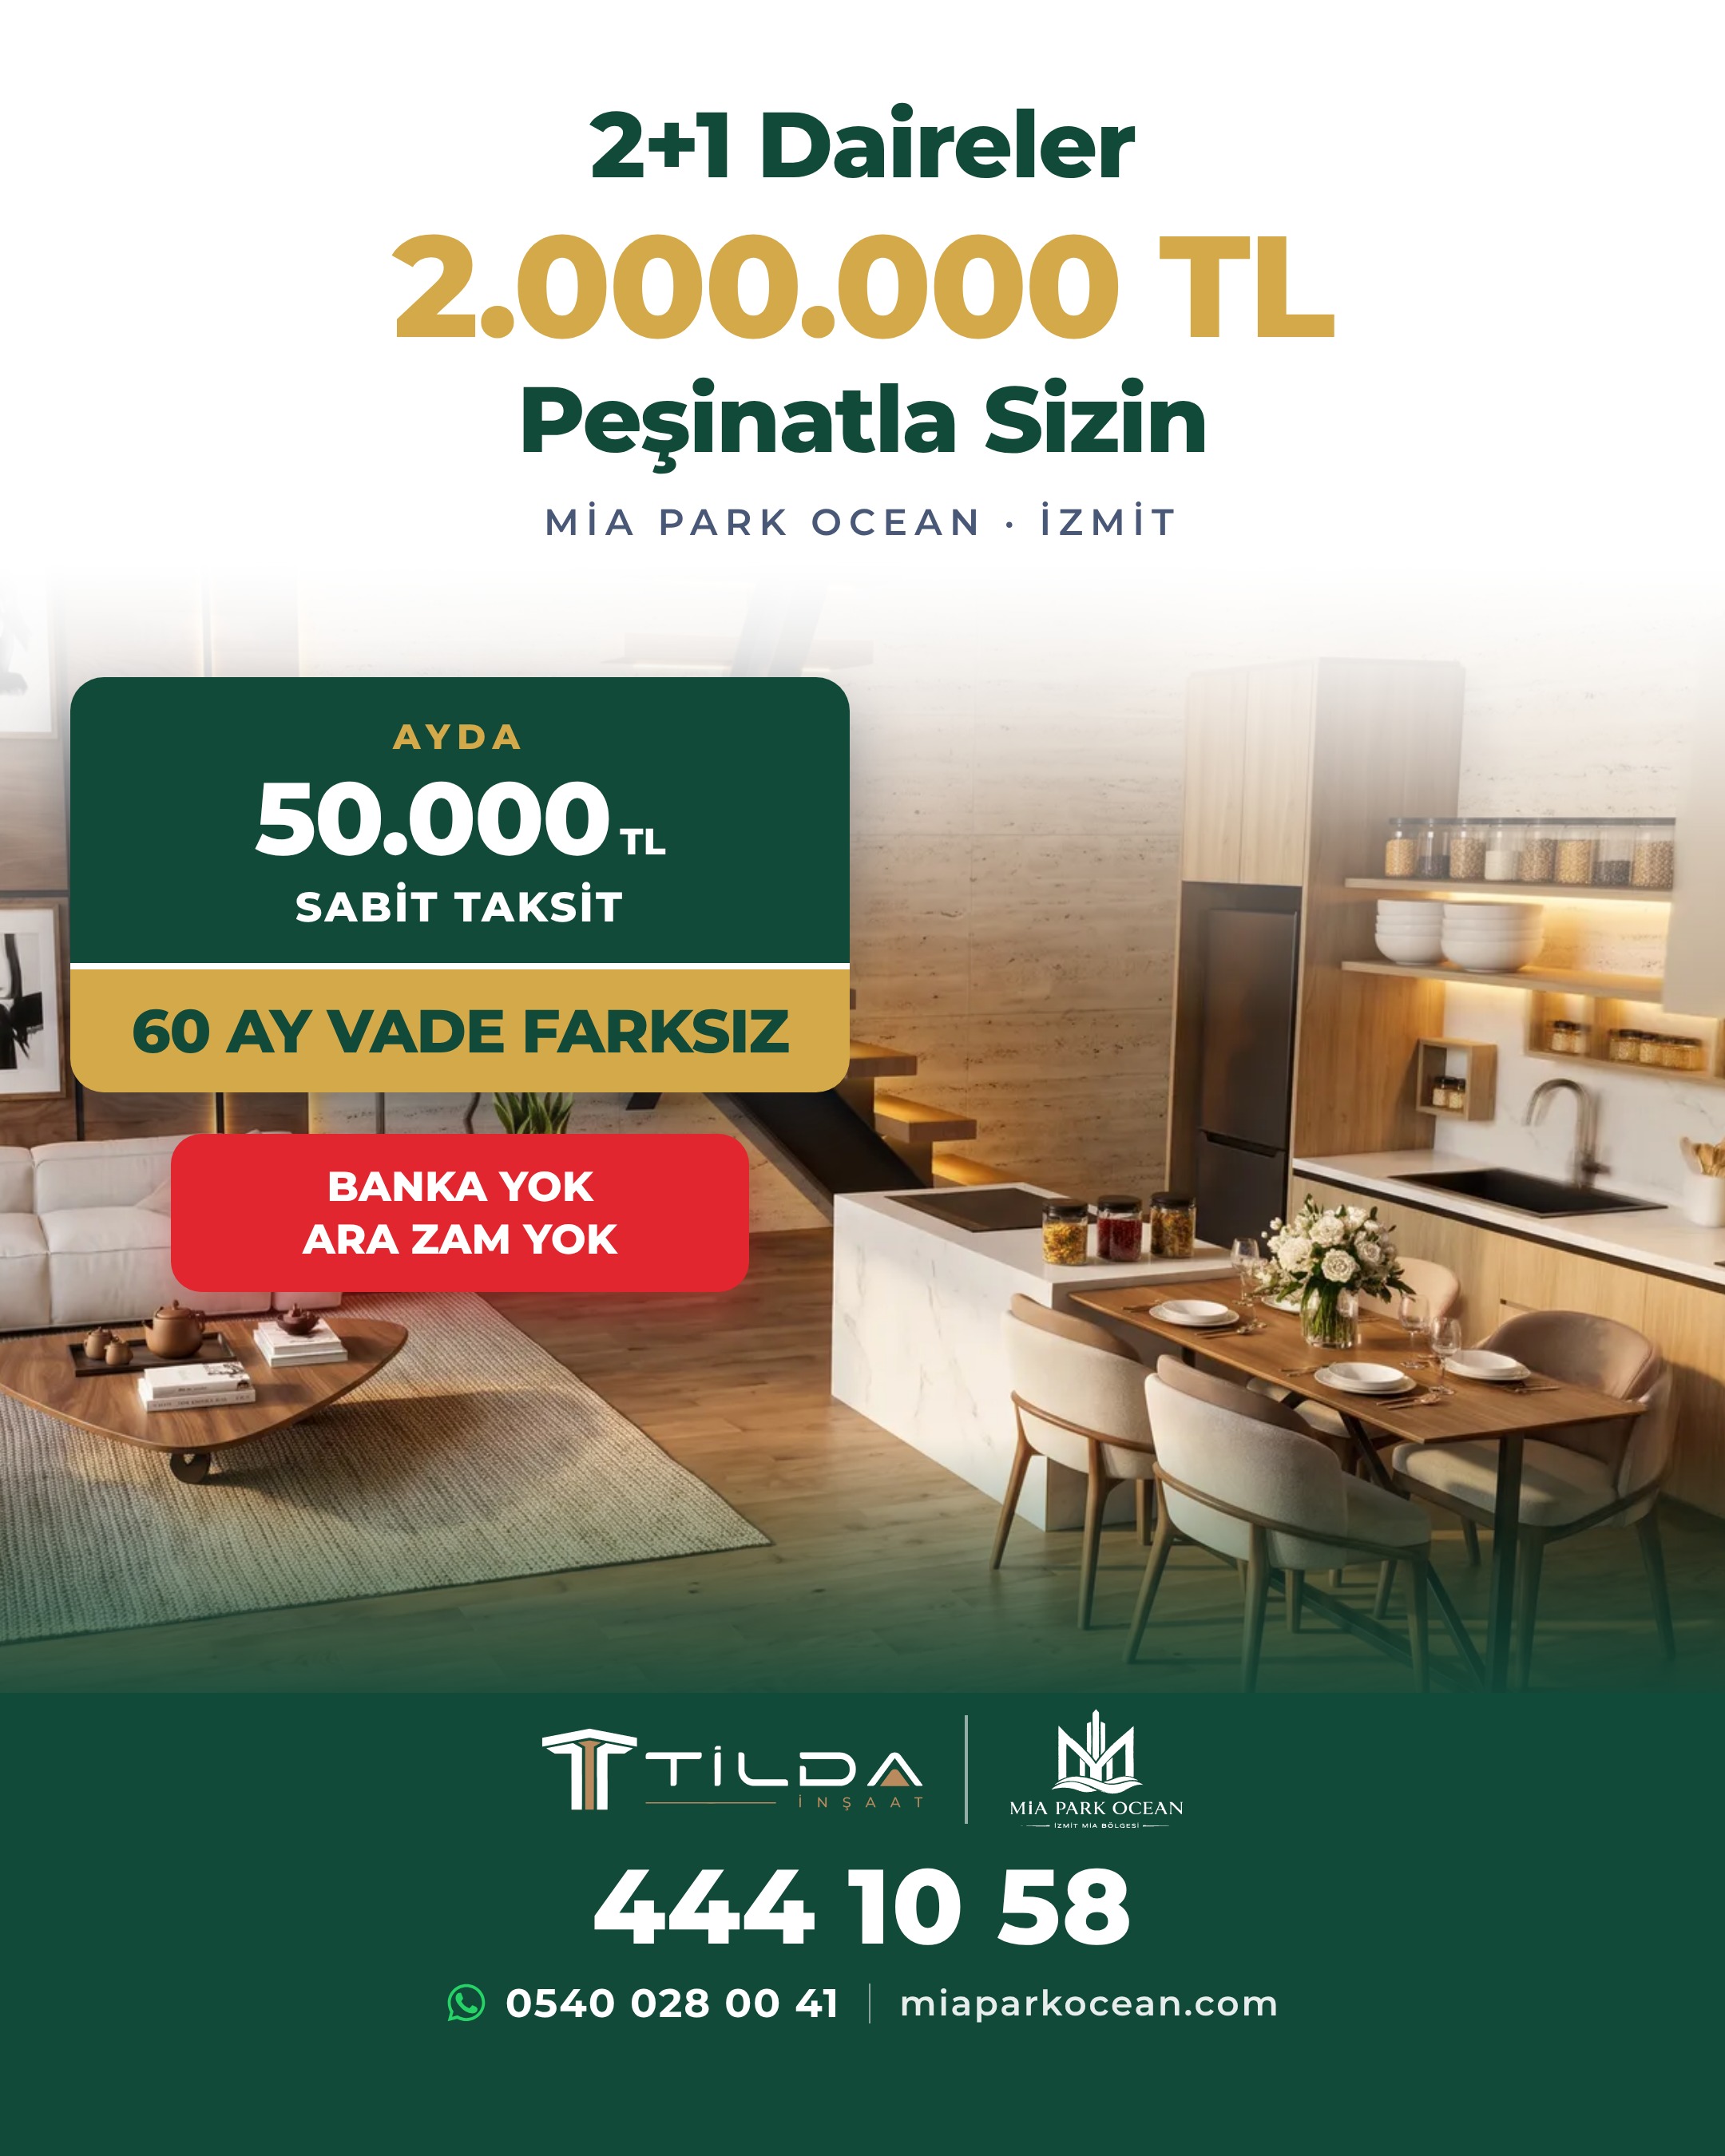 2+1 Daireler
2.000.000 TL
Peşinatla Sizin
MİA PARK OCEAN · İZMİT
AYDA
50.000 TL
SABİT TAKSİT
60 AY VADE FARKSIZ
BANKA YOK
ARA ZAM YOK
TİLDA
İNŞAAT
MİA PARK OCEAN
İZMİT MİA BÖLGESİ
444 10 58
0540 028 00 41
miaparkocean.com